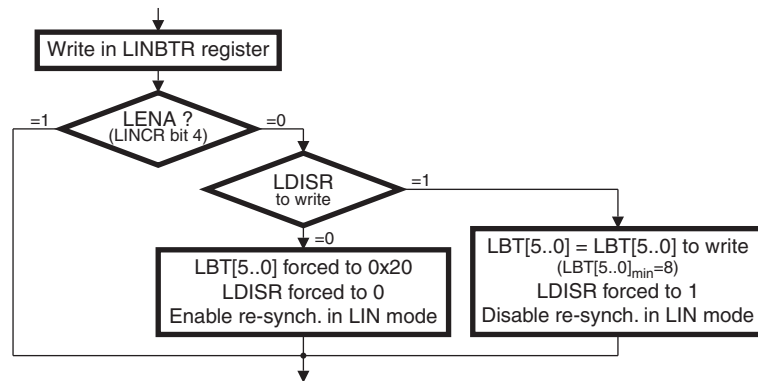 Write in LINBTR register
LENA ?
(LINCR bit 4)
=1
=0
LDISR
to write
=1
=0
LBT[5..0] forced to 0x20
LDISR forced to 0
Enable re-synch. in LIN mode
LBT[5..0] = LBT[5..0] to write
(LBT[5..0]min=8)
LDISR forced to 1
Disable re-synch. in LIN mode